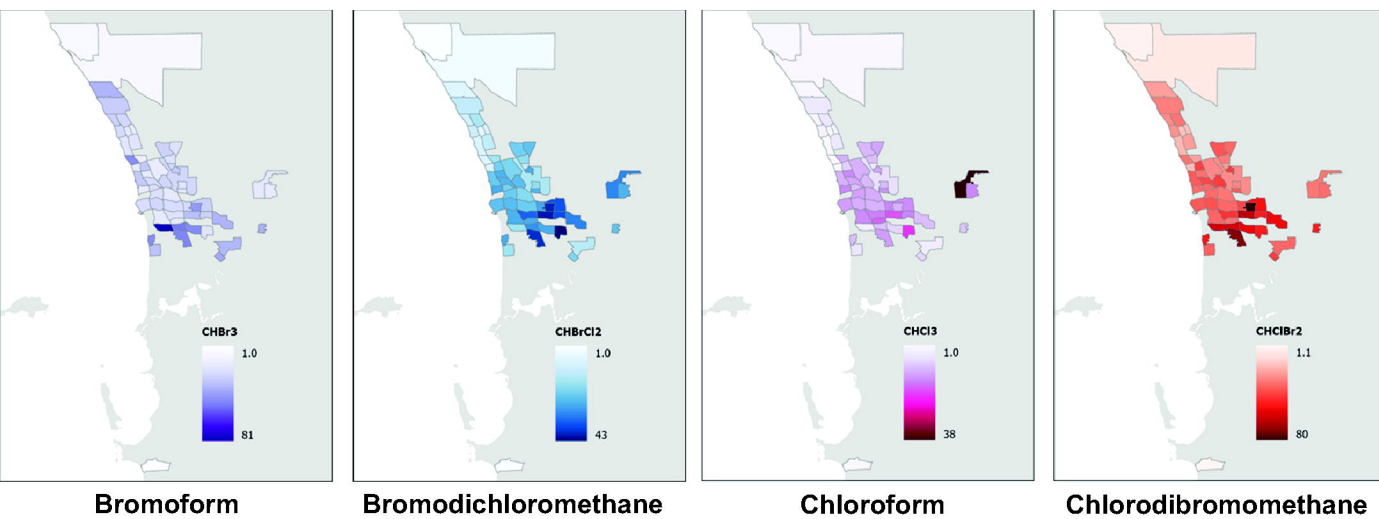 CHBr3
1.0
81
CHBrCl2
1.0
43
CHCl3
1.0
38
CHClBr2
1.1
80
Bromoform
Bromodichloromethane
Chloroform
Chlorodibromomethane